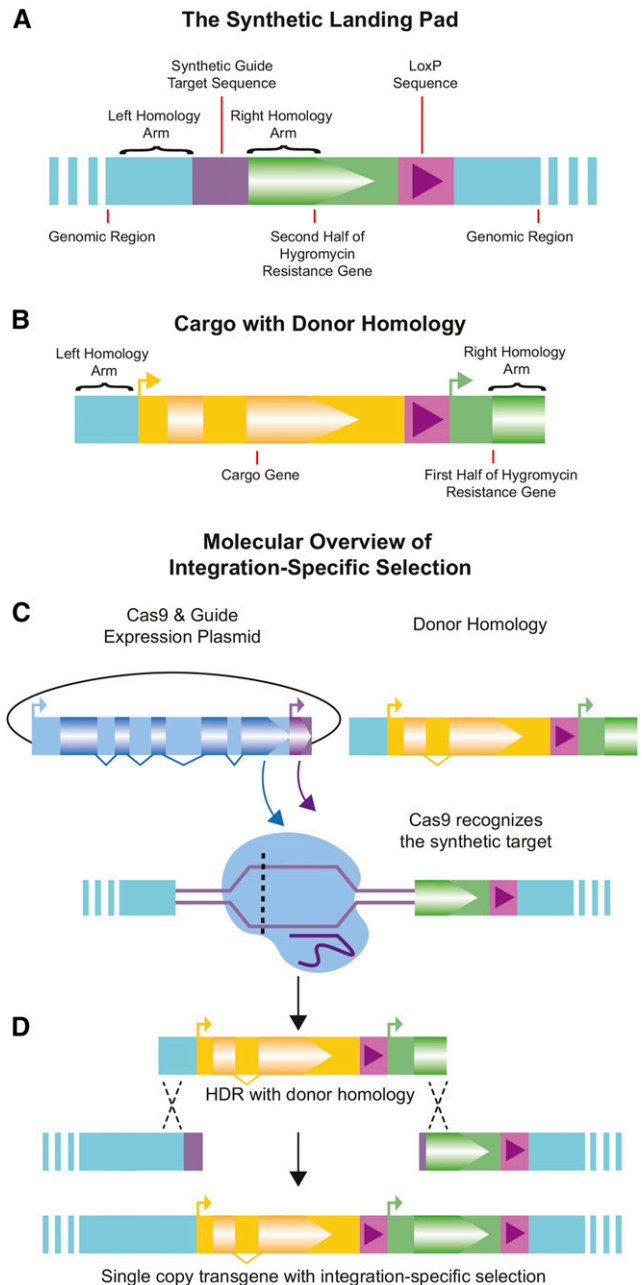 A
The Synthetic Landing Pad
Synthetic Guide
Target Sequence
LoxP
Sequence
Left Homology
Arm
Right Homology
Arm
Genomic Region
Second Half of
Hygromycin
Resistance Gene
Genomic Region
B
Cargo with Donor Homology
Left Homology
Arm
Right Homology
Arm
Cargo Gene
First Half of Hygromycin
Resistance Gene
Molecular Overview of
Integration-Specific Selection
C
Cas9 & Guide
Expression Plasmid
Donor Homology
Cas9 recognizes
the synthetic target
D
HDR with donor homology
Single copy transgene with integration-specific selection